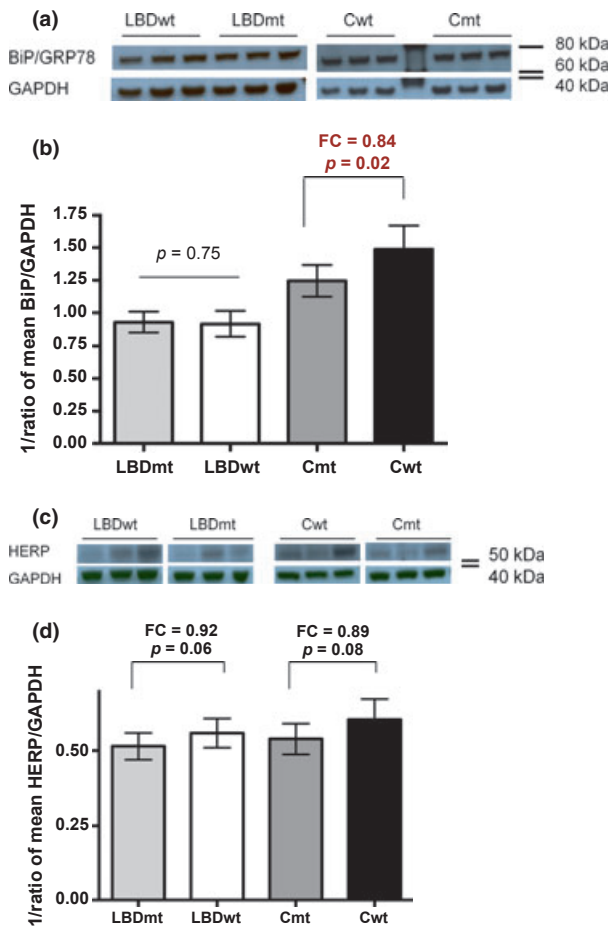 (a) LBDwt LBDmt Cwt Cmt
BiP/GRP78
GAPDH
80 kDa
60 kDa
40 kDa
(b)
FC = 0.84
p = 0.02
p = 0.75
1/ratio of mean BiP/GAPDH
1.75
1.50
1.25
1.00
0.75
0.50
0.25
0.00
LBDmt LBDwt Cmt Cwt
(c) LBDwt LBDmt Cwt Cmt
HERP
GAPDH
50 kDa
40 kDa
(d)
FC = 0.92 FC = 0.89
p = 0.06 p = 0.08
1/ratio of mean HERP/GAPDH
0.50
0.25
0.00
LBDmt LBDwt Cmt Cwt